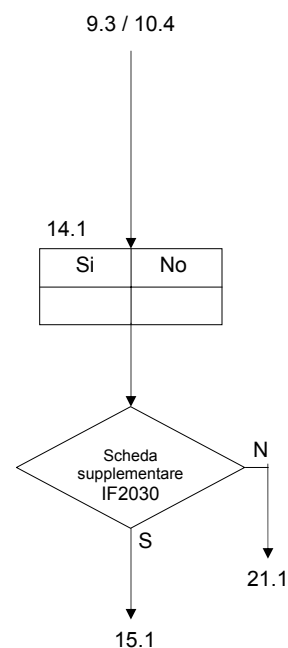 9.3 / 10.4
14.1
Si No
Scheda
supplementare
IF2030
N
S
21.1
15.1